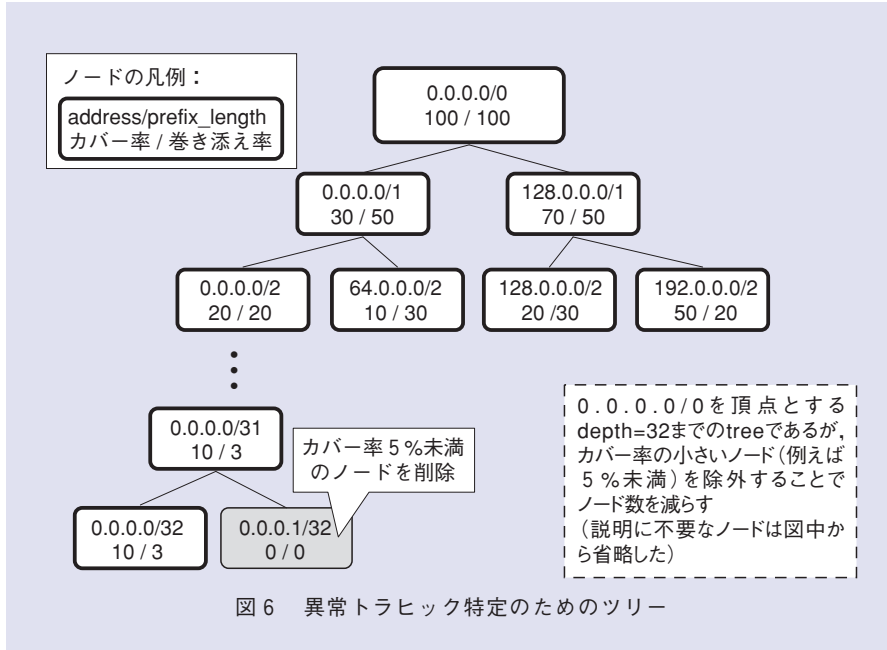 ノードの凡例：
address/prefix_length
カバー率 / 巻き添え率
0.0.0.0/0
100 / 100
0.0.0.0/1
30 / 50
128.0.0.0/1
70 / 50
0.0.0.0/2
20 / 20
64.0.0.0/2
10 / 30
128.0.0.0/2
20 /30
192.0.0.0/2
50 / 20
0.0.0.0/31
10 / 3
カバー率5％未満
のノードを削除
0.0.0.0/32
10 / 3
0.0.0.1/32
0 / 0
0.0.0.0/0を頂点とする
depth=32までのtreeであるが，
カバー率の小さいノード（例えば
5％未満）を除外することで
ノード数を減らす
（説明に不要なノードは図中か
ら省略した）
図6 異常トラヒック特定のためのツリー